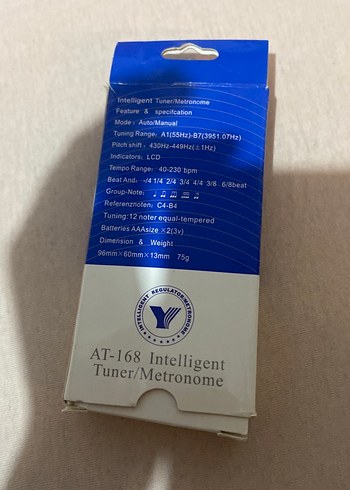 Intelligent Tuner/Metronome
Feature & specifcation
Mode : Auto/Manual
Tuning Range: A1(55Hz)-B7(3951.07Hz)
Pitch shift : 430Hz-449Hz(±1Hz)
Indicators: LCD
Tempo Range: 40-230 bpm
Beat And: -/4 1/4 2/4 3/4 4/4 3/8 6/8beat
Group-Note:
Referenznoten: C4-B4
Tuning:12 noter equal-tempered
Batteries AAAsize ×2(3v)
Dimension & Weight
96mm×60mm×13mm 75g
INTELLIGENT REGULATOR/METRONOME
Y
AT-168 Intelligent
Tuner/Metronome